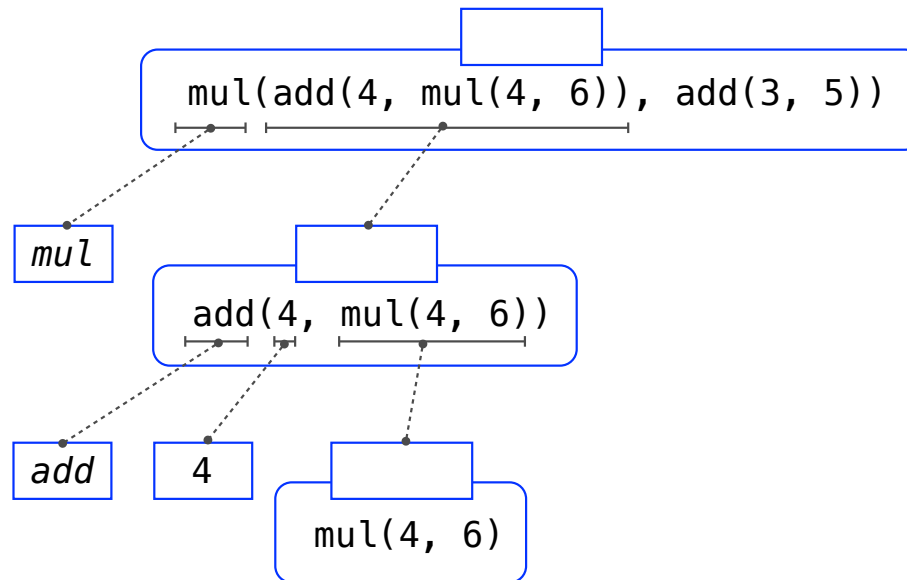 mul(add(4, mul(4, 6)), add(3, 5))
mul
add(4, mul(4, 6))
add
4
mul(4, 6)